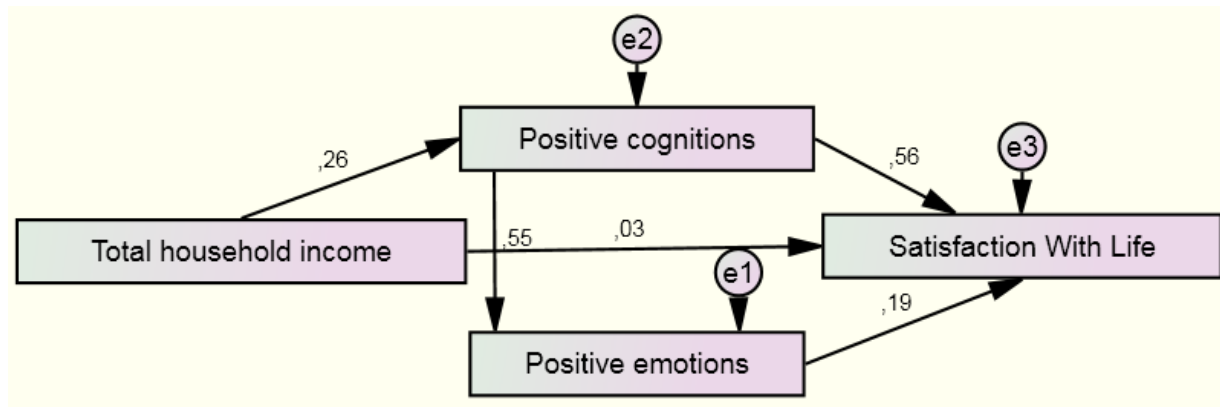 e2
Positive cognitions
,26
,56
e3
Total household income
,55
,03
Satisfaction With Life
e1
,19
Positive emotions